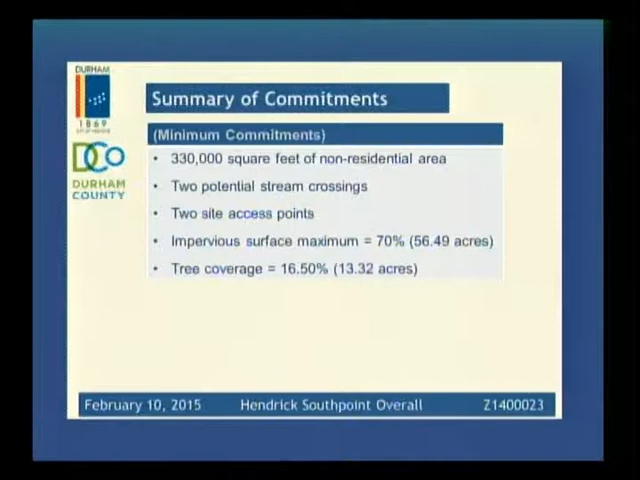 DURHAM
1869
DCO
DURHAM
COUNTY
Summary of Commitments
(Minimum Commitments)
• 330,000 square feet of non-residential area
• Two potential stream crossings
• Two site access points
• Impervious surface maximum = 70% (56.49 acres)
• Tree coverage = 16.50% (13.32 acres)
February 10, 2015 Hendrick Southpoint Overall Z1400023